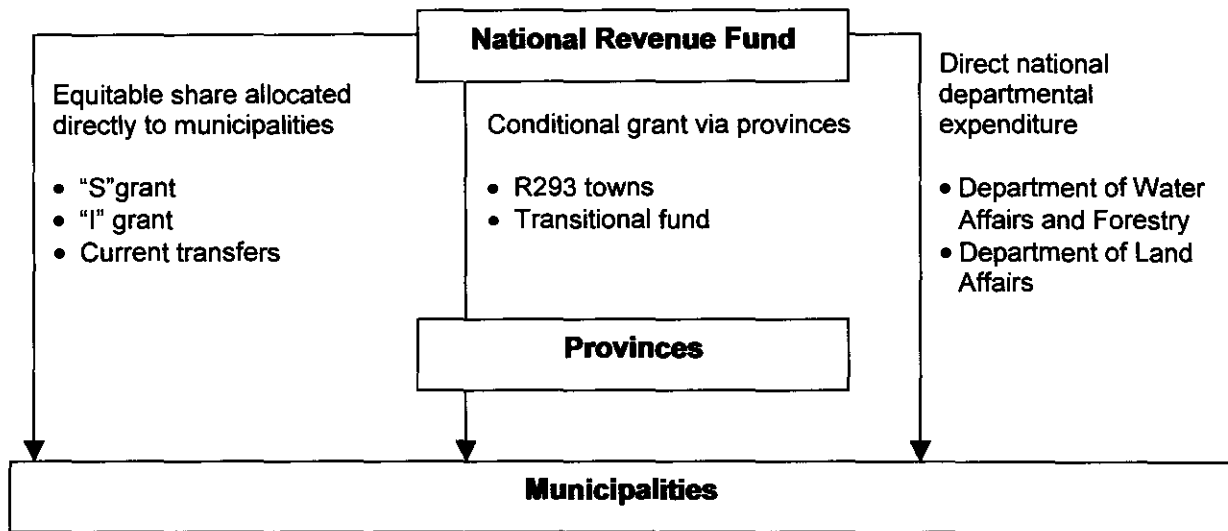 National Revenue Fund
Equitable share allocated
directly to municipalities
• “S”grant
• “I” grant
• Current transfers
Conditional grant via provinces
• R293 towns
• Transitional fund
Direct national
departmental
expenditure
• Department of Water
Affairs and Forestry
• Department of Land
Affairs
Provinces
Municipalities